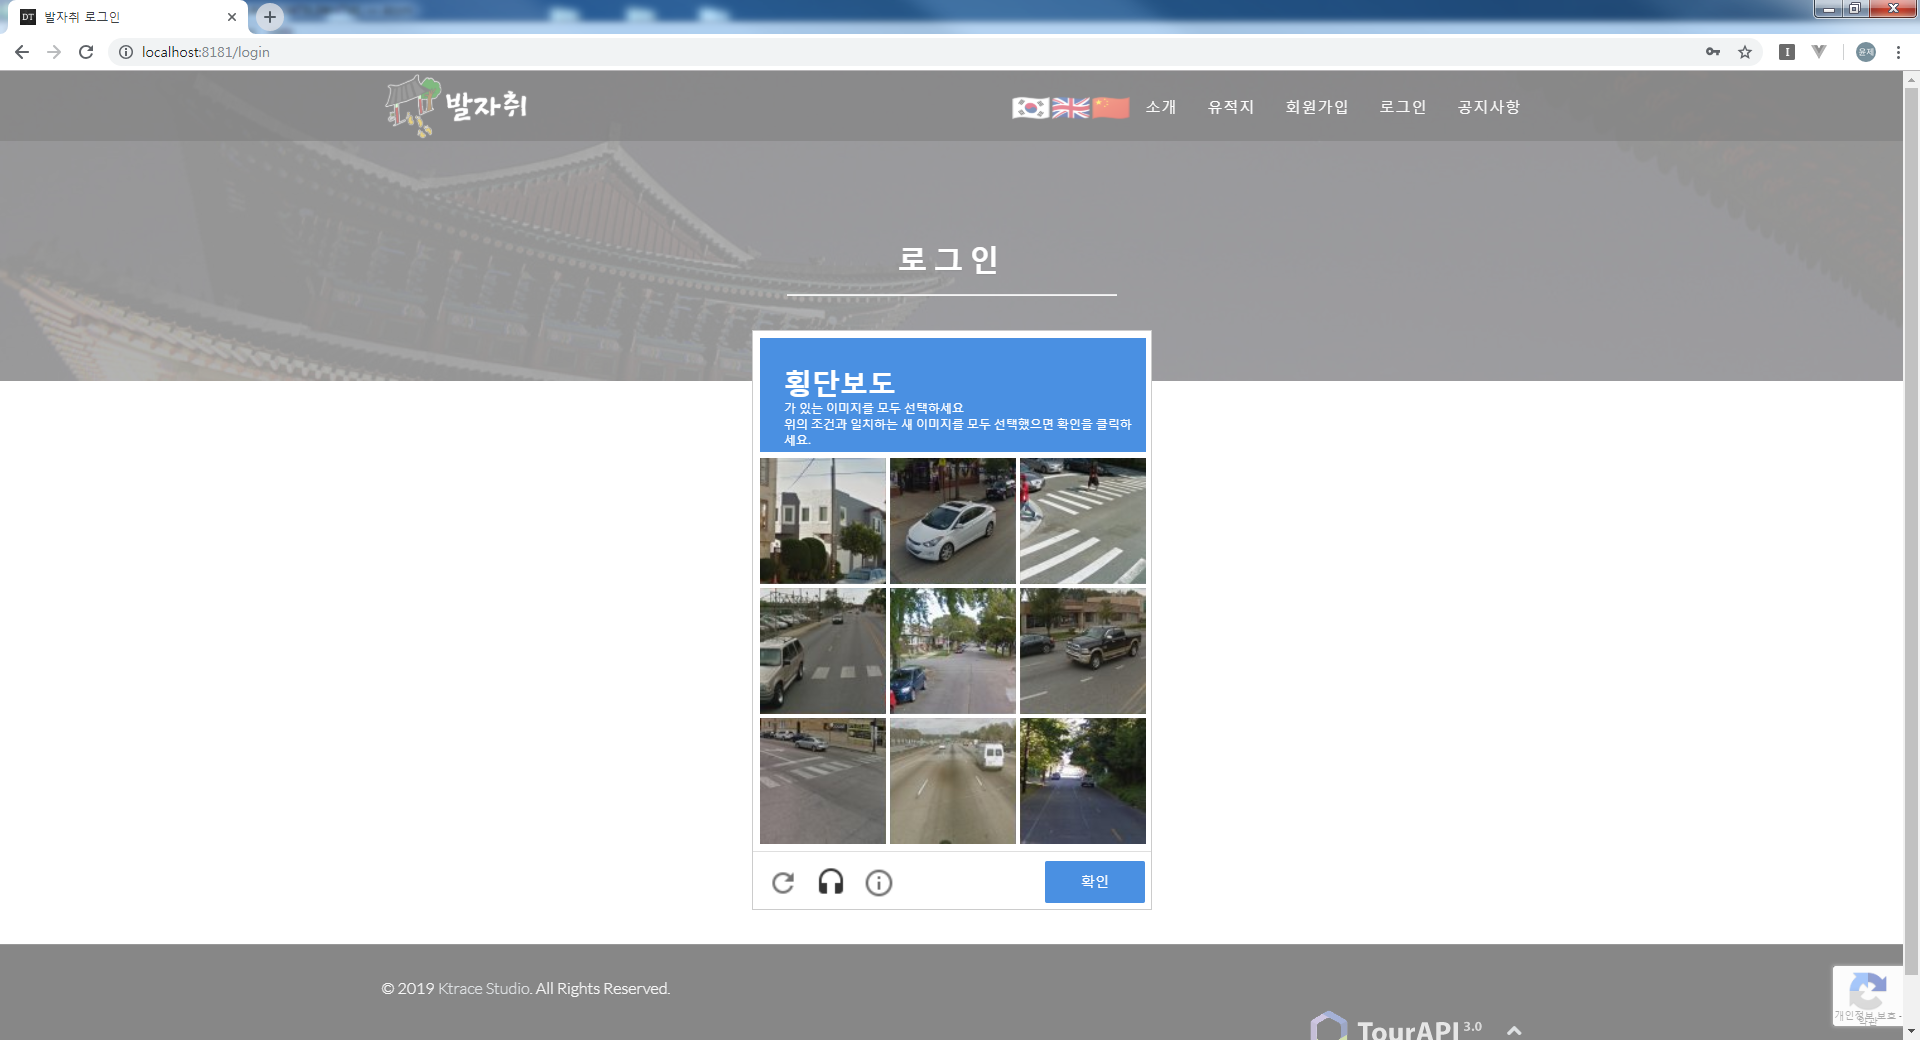 DT 발자취 로그인
localhost:8181/login
윤제
발자취
소개 유적지 회원가입 로그인 공지사항
로그인
횡단보도
가 있는 이미지를 모두 선택하세요
위의 조건과 일치하는 새 이미지를 모두 선택했으면 확인을 클릭하
세요.
확인
© 2019 Ktrace Studio. All Rights Reserved.
개인정보 보호 -
약관
TourAPI 3.0